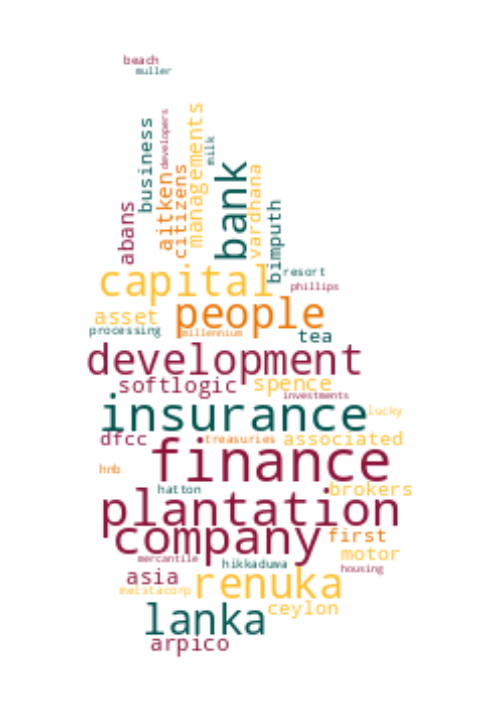 beach
muller
business
developers
managements
milk
abans
aitken
citizens
bank
vardhana
bimputh
capital
resort
phillips
asset
people
processing
millennium
tea
development
softlogic
spence
investments
insurance
lucky
dfcc
treasuries
associated
finance
hnb
hatton
brokers
plantation
company
first
motor
mercantile
hikkaduwa
housing
asia
renuka
meistacorp
ceylon
lanka
arpico